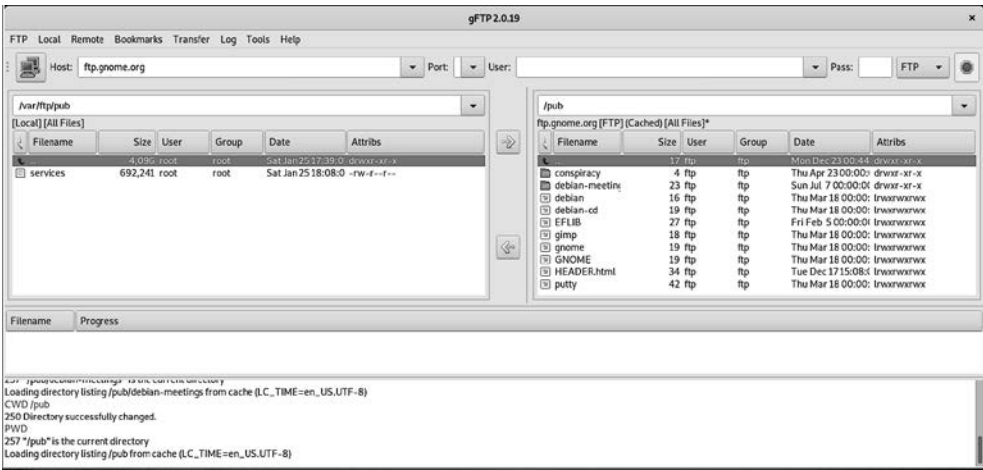 gFTP 2.0.19
FTP Local Remote Bookmarks Transfer Log Tools Help
Host: ftp.gnome.org Port: User: Pass: FTP
/var/ftp/pub
[Local] [All Files]
Filename Size User Group Date Attribs
.. 4,096 root root Sat Jan 25 17:39:0 drwxr-xr-x
services 692,241 root root Sat Jan 25 18:08:0 -rw-r--r--
/pub
ftp.gnome.org [FTP] (Cached) [All Files]*
Filename Size User Group Date Attribs
.. 17 ftp ftp Mon Dec 23 00:44 drwxr-xr-x
conspiracy 4 ftp ftp Thu Apr 23 00:00: drwxr-xr-x
debian-meeting 23 ftp ftp Sun Jul 7 00:00:0 drwxr-xr-x
debian 16 ftp ftp Thu Mar 18 00:00: lrwxrwxrwx
debian-cd 19 ftp ftp Thu Mar 18 00:00: lrwxrwxrwx
EFLIB 27 ftp ftp Fri Feb 5 00:00:0 lrwxrwxrwx
gimp 18 ftp ftp Thu Mar 18 00:00: lrwxrwxrwx
gnome 19 ftp ftp Thu Mar 18 00:00: lrwxrwxrwx
GNOME 19 ftp ftp Thu Mar 18 00:00: lrwxrwxrwx
HEADER.html 34 ftp ftp Tue Dec 17 15:08: lrwxrwxrwx
putty 42 ftp ftp Thu Mar 18 00:00: lrwxrwxrwx
Filename Progress
257 "/pub/debian-meetings" is the current directory
Loading directory listing /pub/debian-meetings from cache (LC_TIME=en_US.UTF-8)
CWD /pub
250 Directory successfully changed.
PWD
257 "/pub" is the current directory
Loading directory listing /pub from cache (LC_TIME=en_US.UTF-8)